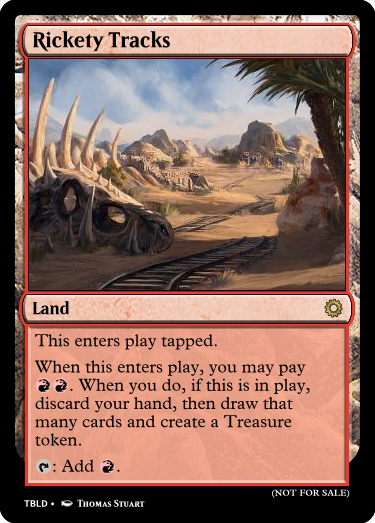 Rickety Tracks
Land
This enters play tapped.
When this enters play, you may pay
RR. When you do, if this is in play,
discard your hand, then draw that
many cards and create a Treasure
token.
T: Add R.
(NOT FOR SALE)
TBLD • Thomas Stuart